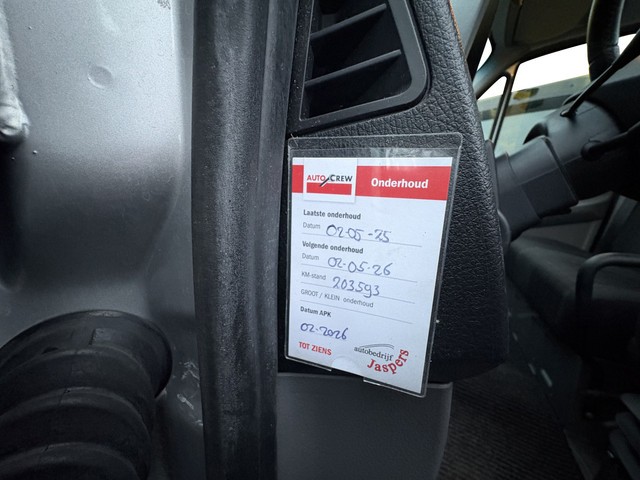 AUTO CREW
Onderhoud
Laatste onderhoud
Datum 02-05-25
Volgende onderhoud
Datum 02-05-26
KM-stand 203593
GROOT / KLEIN onderhoud
Datum APK
02-2026
TOT ZIENS
autobedrijf
Jaspers